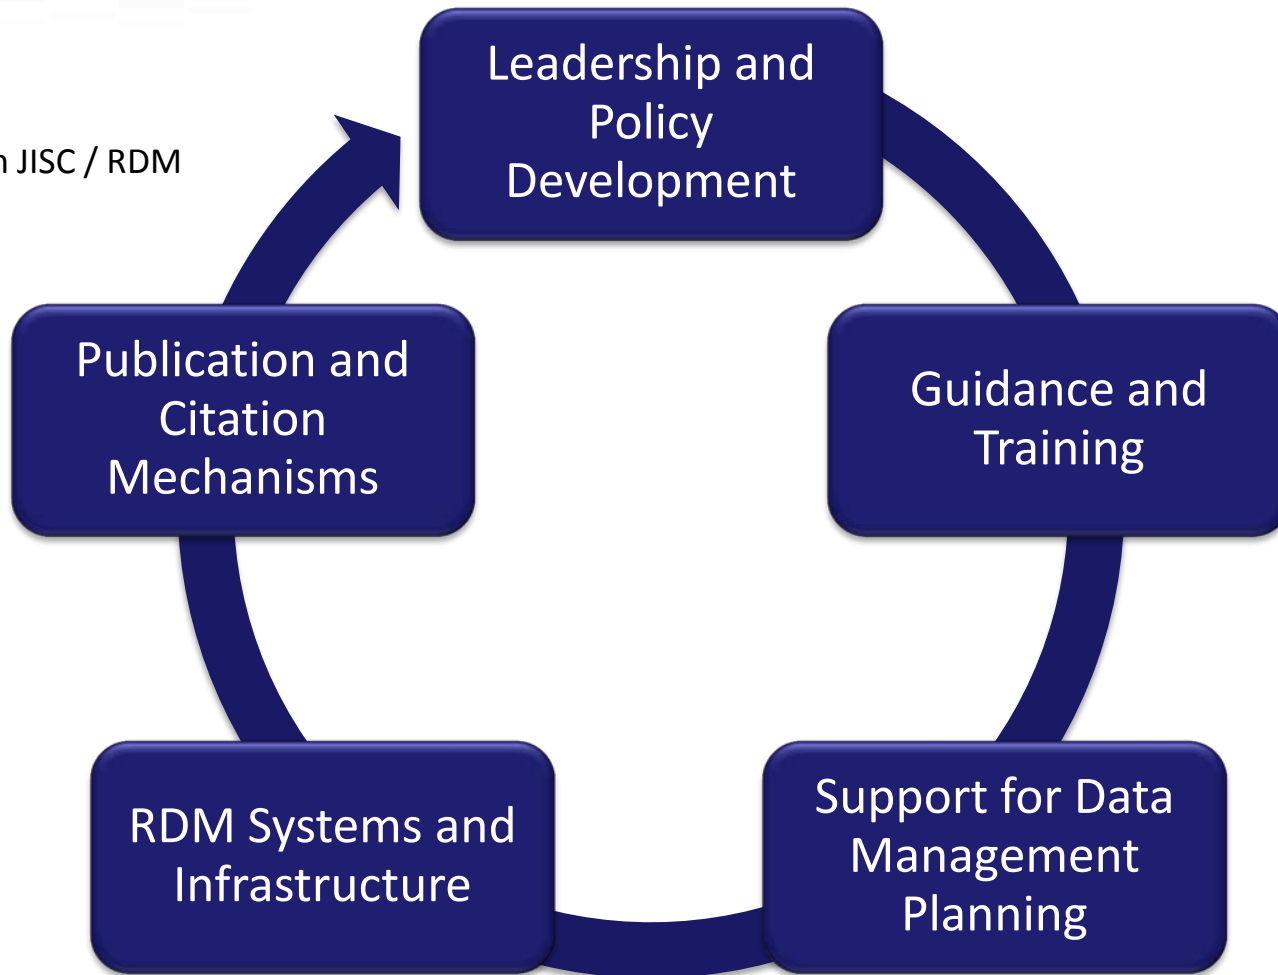 Leadership and
Policy
Development
JISC / RDM
Publication and
Citation
Mechanisms
Guidance and
Training
RDM Systems and
Infrastructure
Support for Data
Management
Planning